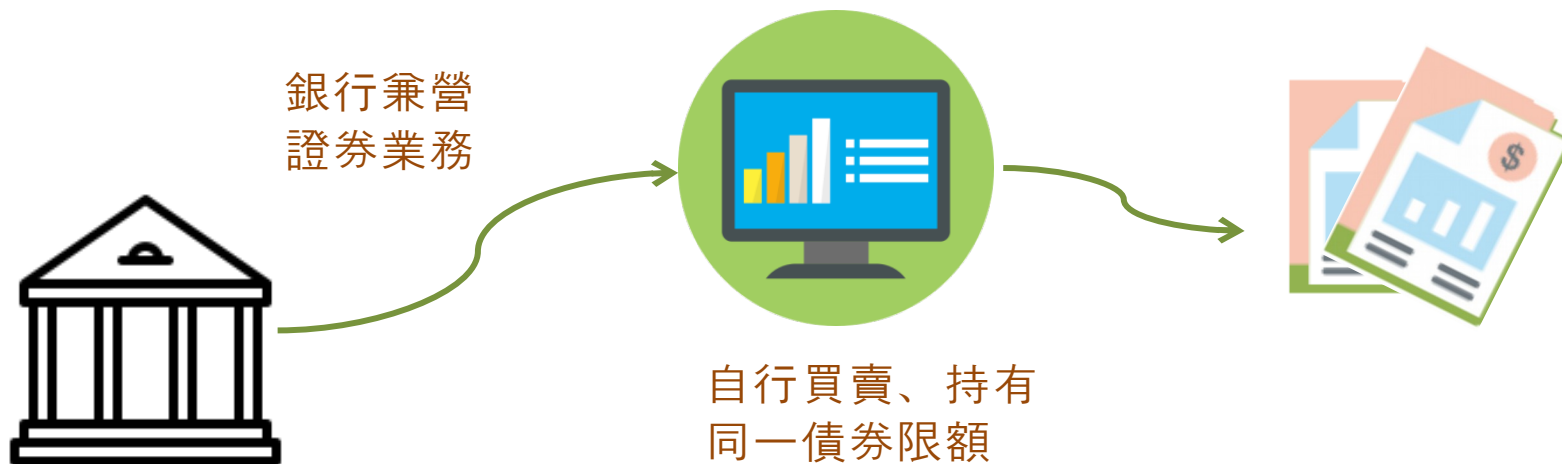 銀行兼營
證券業務
$
自行買賣、持有
同一債券限額